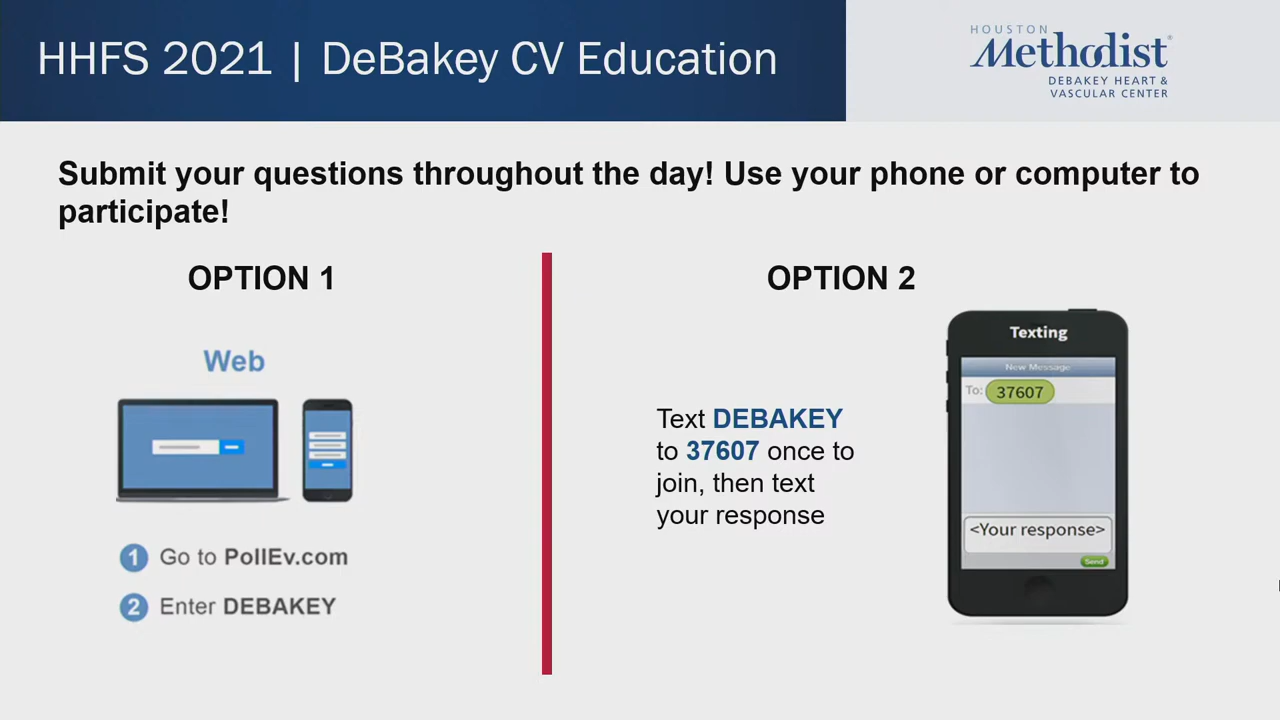 HHFS 2021 | DeBakey CV Education
HOUSTON
Methodist®
DEBAKEY HEART &
VASCULAR CENTER
Submit your questions throughout the day! Use your phone or computer to
participate!
OPTION 1
Web
1 Go to PollEv.com
2 Enter DEBAKEY
OPTION 2
Text DEBAKEY
to 37607 once to
join, then text
your response
Texting
New Message
To: 37607
<Your response>
Send